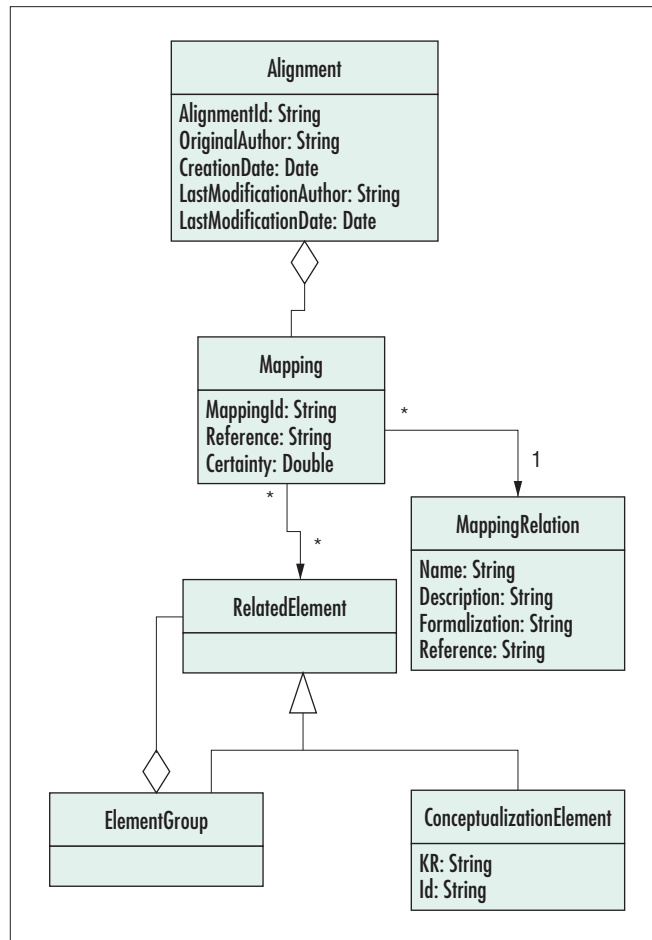 Alignment
AlignmentId: String
OriginalAuthor: String
CreationDate: Date
LastModificationAuthor: String
LastModificationDate: Date
Mapping
MappingId: String
Reference: String
Certainty: Double
*
1
*
*
MappingRelation
Name: String
Description: String
Formalization: String
Reference: String
RelatedElement
ElementGroup
ConceptualizationElement
KR: String
Id: String